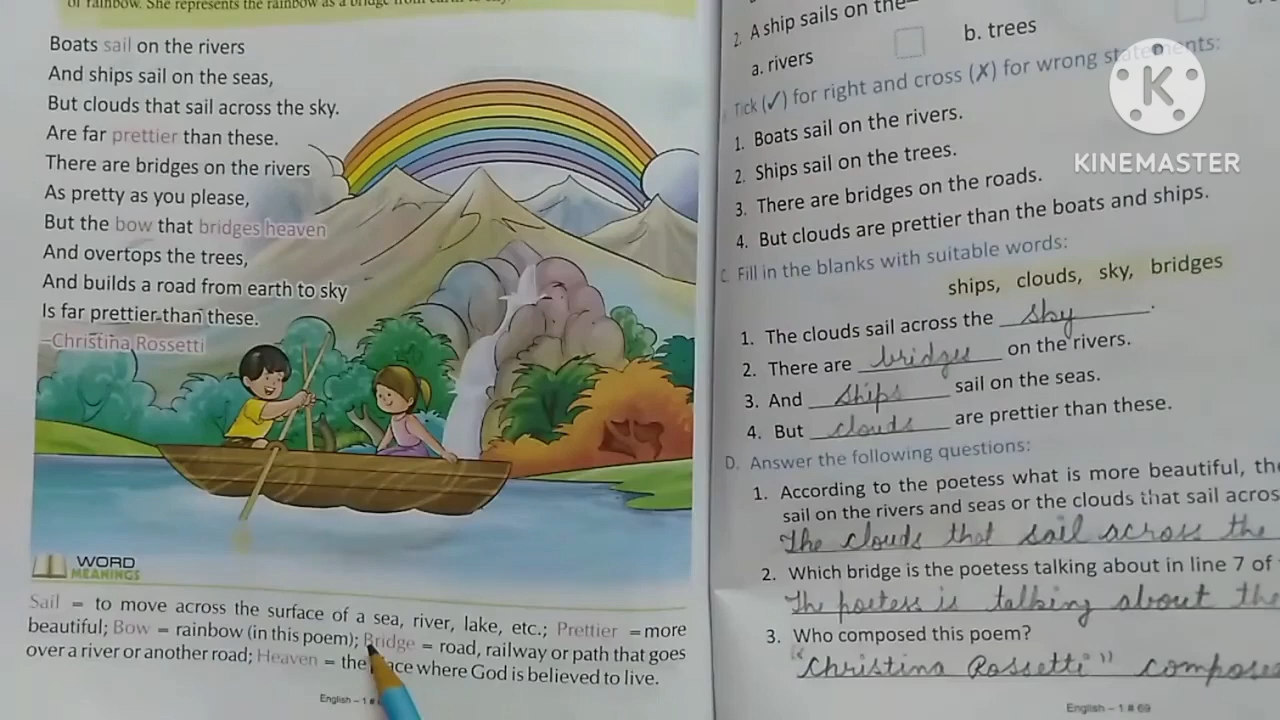 of rainbow. She represents the rainbow as a bridge from earth to sky.
Boats sail on the rivers
And ships sail on the seas,
But clouds that sail across the sky.
Are far prettier than these.
There are bridges on the rivers
As pretty as you please,
But the bow that bridges heaven
And overtops the trees,
And builds a road from earth to sky
Is far prettier than these.
–Christina Rossetti
WORD
MEANINGS
Sail = to move across the surface of a sea, river, lake, etc.; Prettier =more
beautiful; Bow = rainbow (in this poem); Bridge = road, railway or path that goes
over a river or another road; Heaven = the where God is believed to live.
English – 1 #
2. A ship sails on the
a. rivers
b. trees
Tick (✓) for right and cross (✗) for wrong statements:
1. Boats sail on the rivers.
2. Ships sail on the trees.
3. There are bridges on the roads.
4. But clouds are prettier than the boats and ships.
C. Fill in the blanks with suitable words:
ships, clouds, sky, bridges
1. The clouds sail across the sky.
2. There are bridges on the rivers.
3. And ships sail on the seas.
4. But clouds are prettier than these.
D. Answer the following questions:
1. According to the poetess what is more beautiful, the
sail on the rivers and seas or the clouds that sail acros
The clouds that sail across the
2. Which bridge is the poetess talking about in line 7 of
The poetess is talking about the
3. Who composed this poem?
"Christina Rossetti" compose
English – 1 # 69
K
KINEMASTER